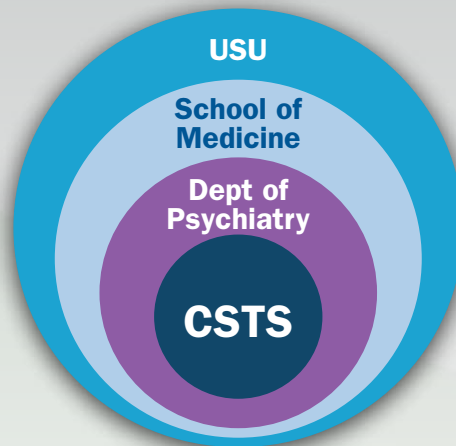 USU
School of
Medicine
Dept of
Psychiatry
CSTS